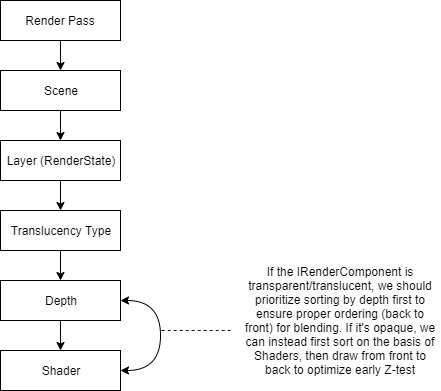 Render Pass
Scene
Layer (RenderState)
Translucency Type
Depth
Shader
If the IRenderComponent is
transparent/translucent, we should
prioritize sorting by depth first to
ensure proper ordering (back to
front) for blending. If it's opaque, we
can instead first sort on the basis of
Shaders, then draw from front to
back to optimize early Z-test